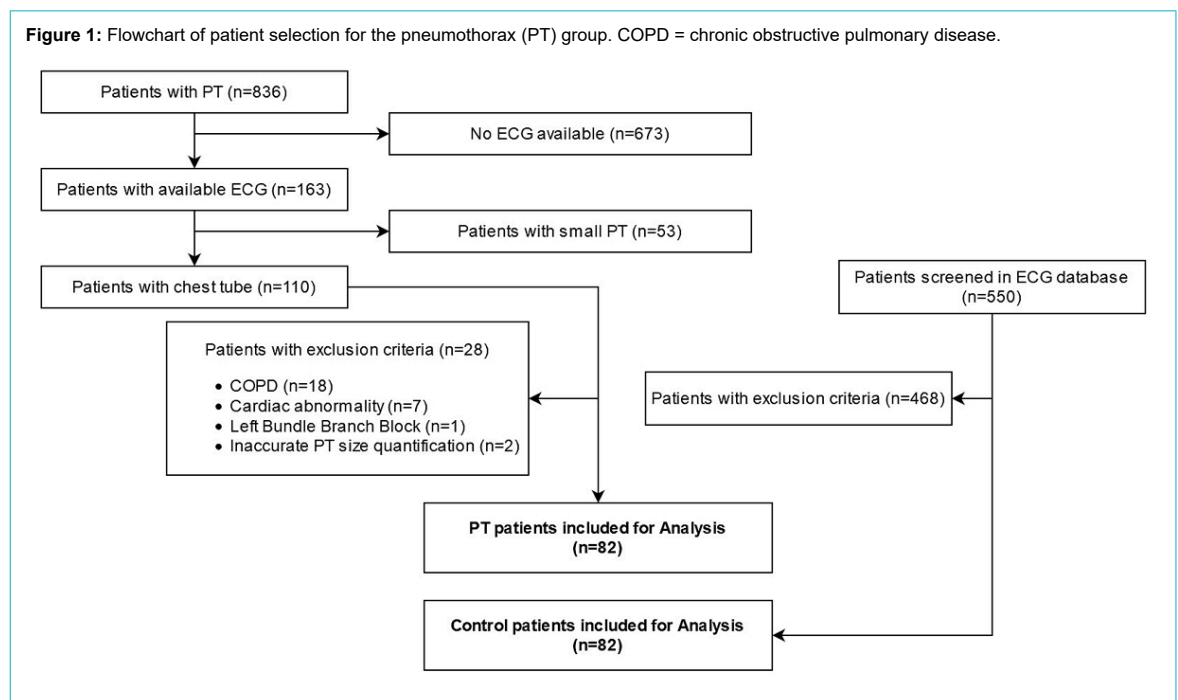 Figure 1: Flowchart of patient selection for the pneumothorax (PT) group. COPD = chronic obstructive pulmonary disease.
Patients with PT (n=836)
No ECG available (n=673)
Patients with available ECG (n=163)
Patients with small PT (n=53)
Patients with chest tube (n=110)
Patients screened in ECG database
(n=550)
Patients with exclusion criteria (n=28)
• COPD (n=18)
• Cardiac abnormality (n=7)
• Left Bundle Branch Block (n=1)
• Inaccurate PT size quantification (n=2)
Patients with exclusion criteria (n=468)
PT patients included for Analysis
(n=82)
Control patients included for Analysis
(n=82)